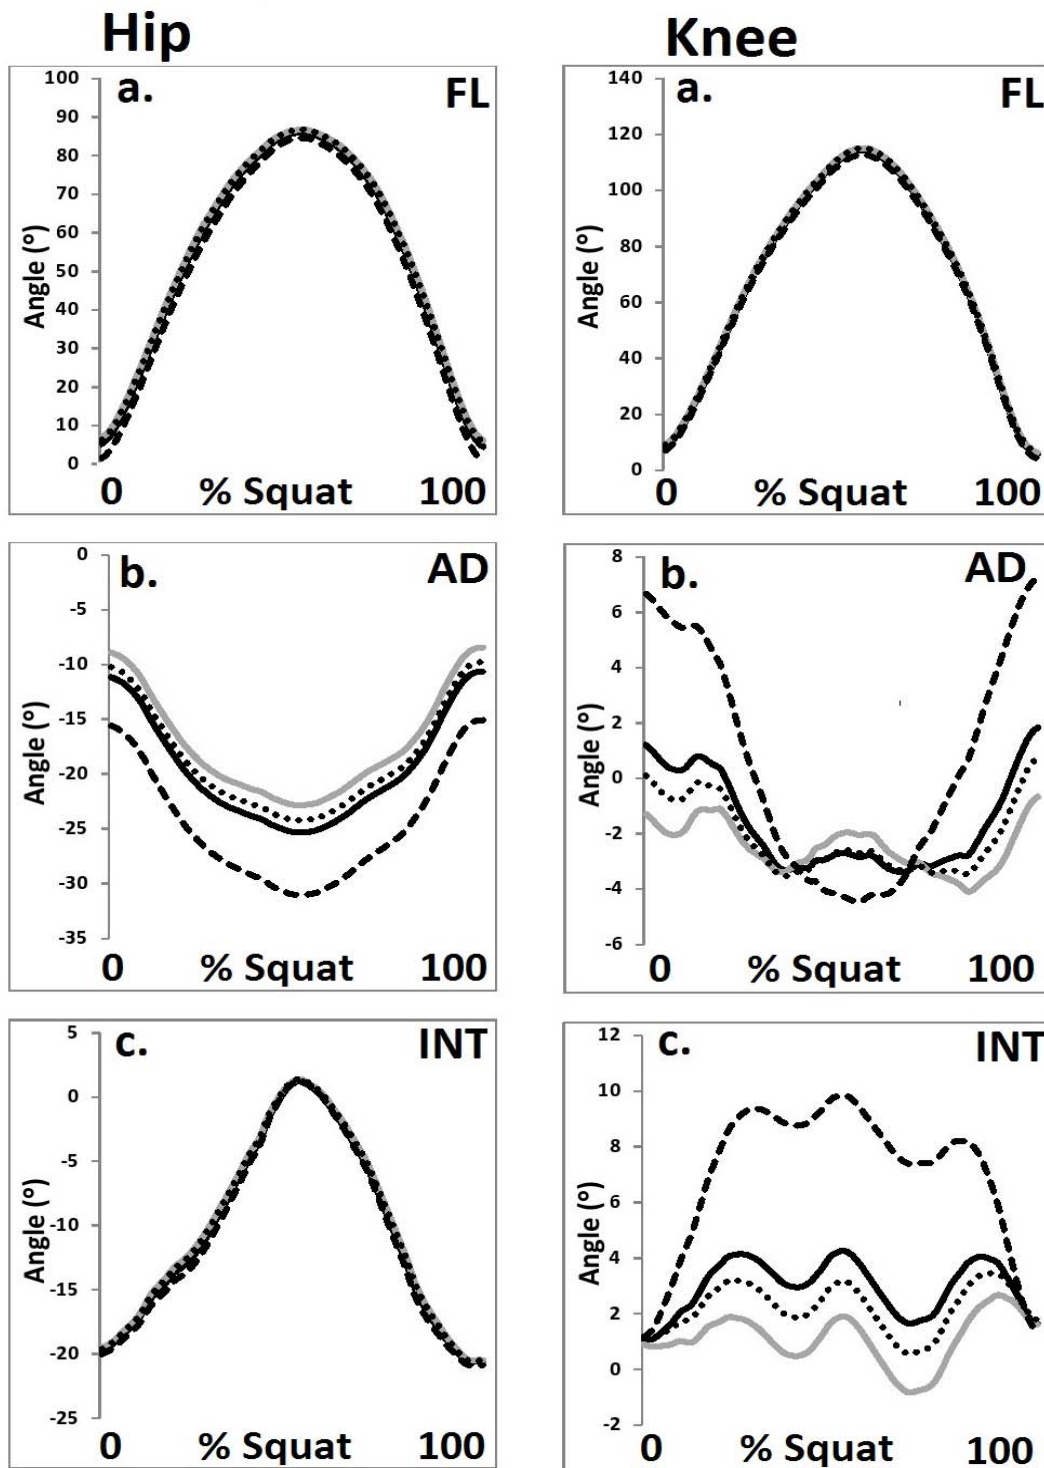 Hip
Knee
a.
FL
100
90
80
70
60
50
40
30
20
10
0
Angle (°)
0 % Squat 100
a.
FL
140
120
100
80
60
40
20
0
Angle (°)
0 % Squat 100
b.
AD
0
-5
-10
-15
-20
-25
-30
-35
Angle (°)
0 % Squat 100
b.
AD
8
6
4
2
0
-2
-4
-6
Angle (°)
0 % Squat 100
c.
INT
5
0
-5
-10
-15
-20
-25
Angle (°)
0 % Squat 100
c.
INT
12
10
8
6
4
2
0
-2
Angle (°)
0 % Squat 100